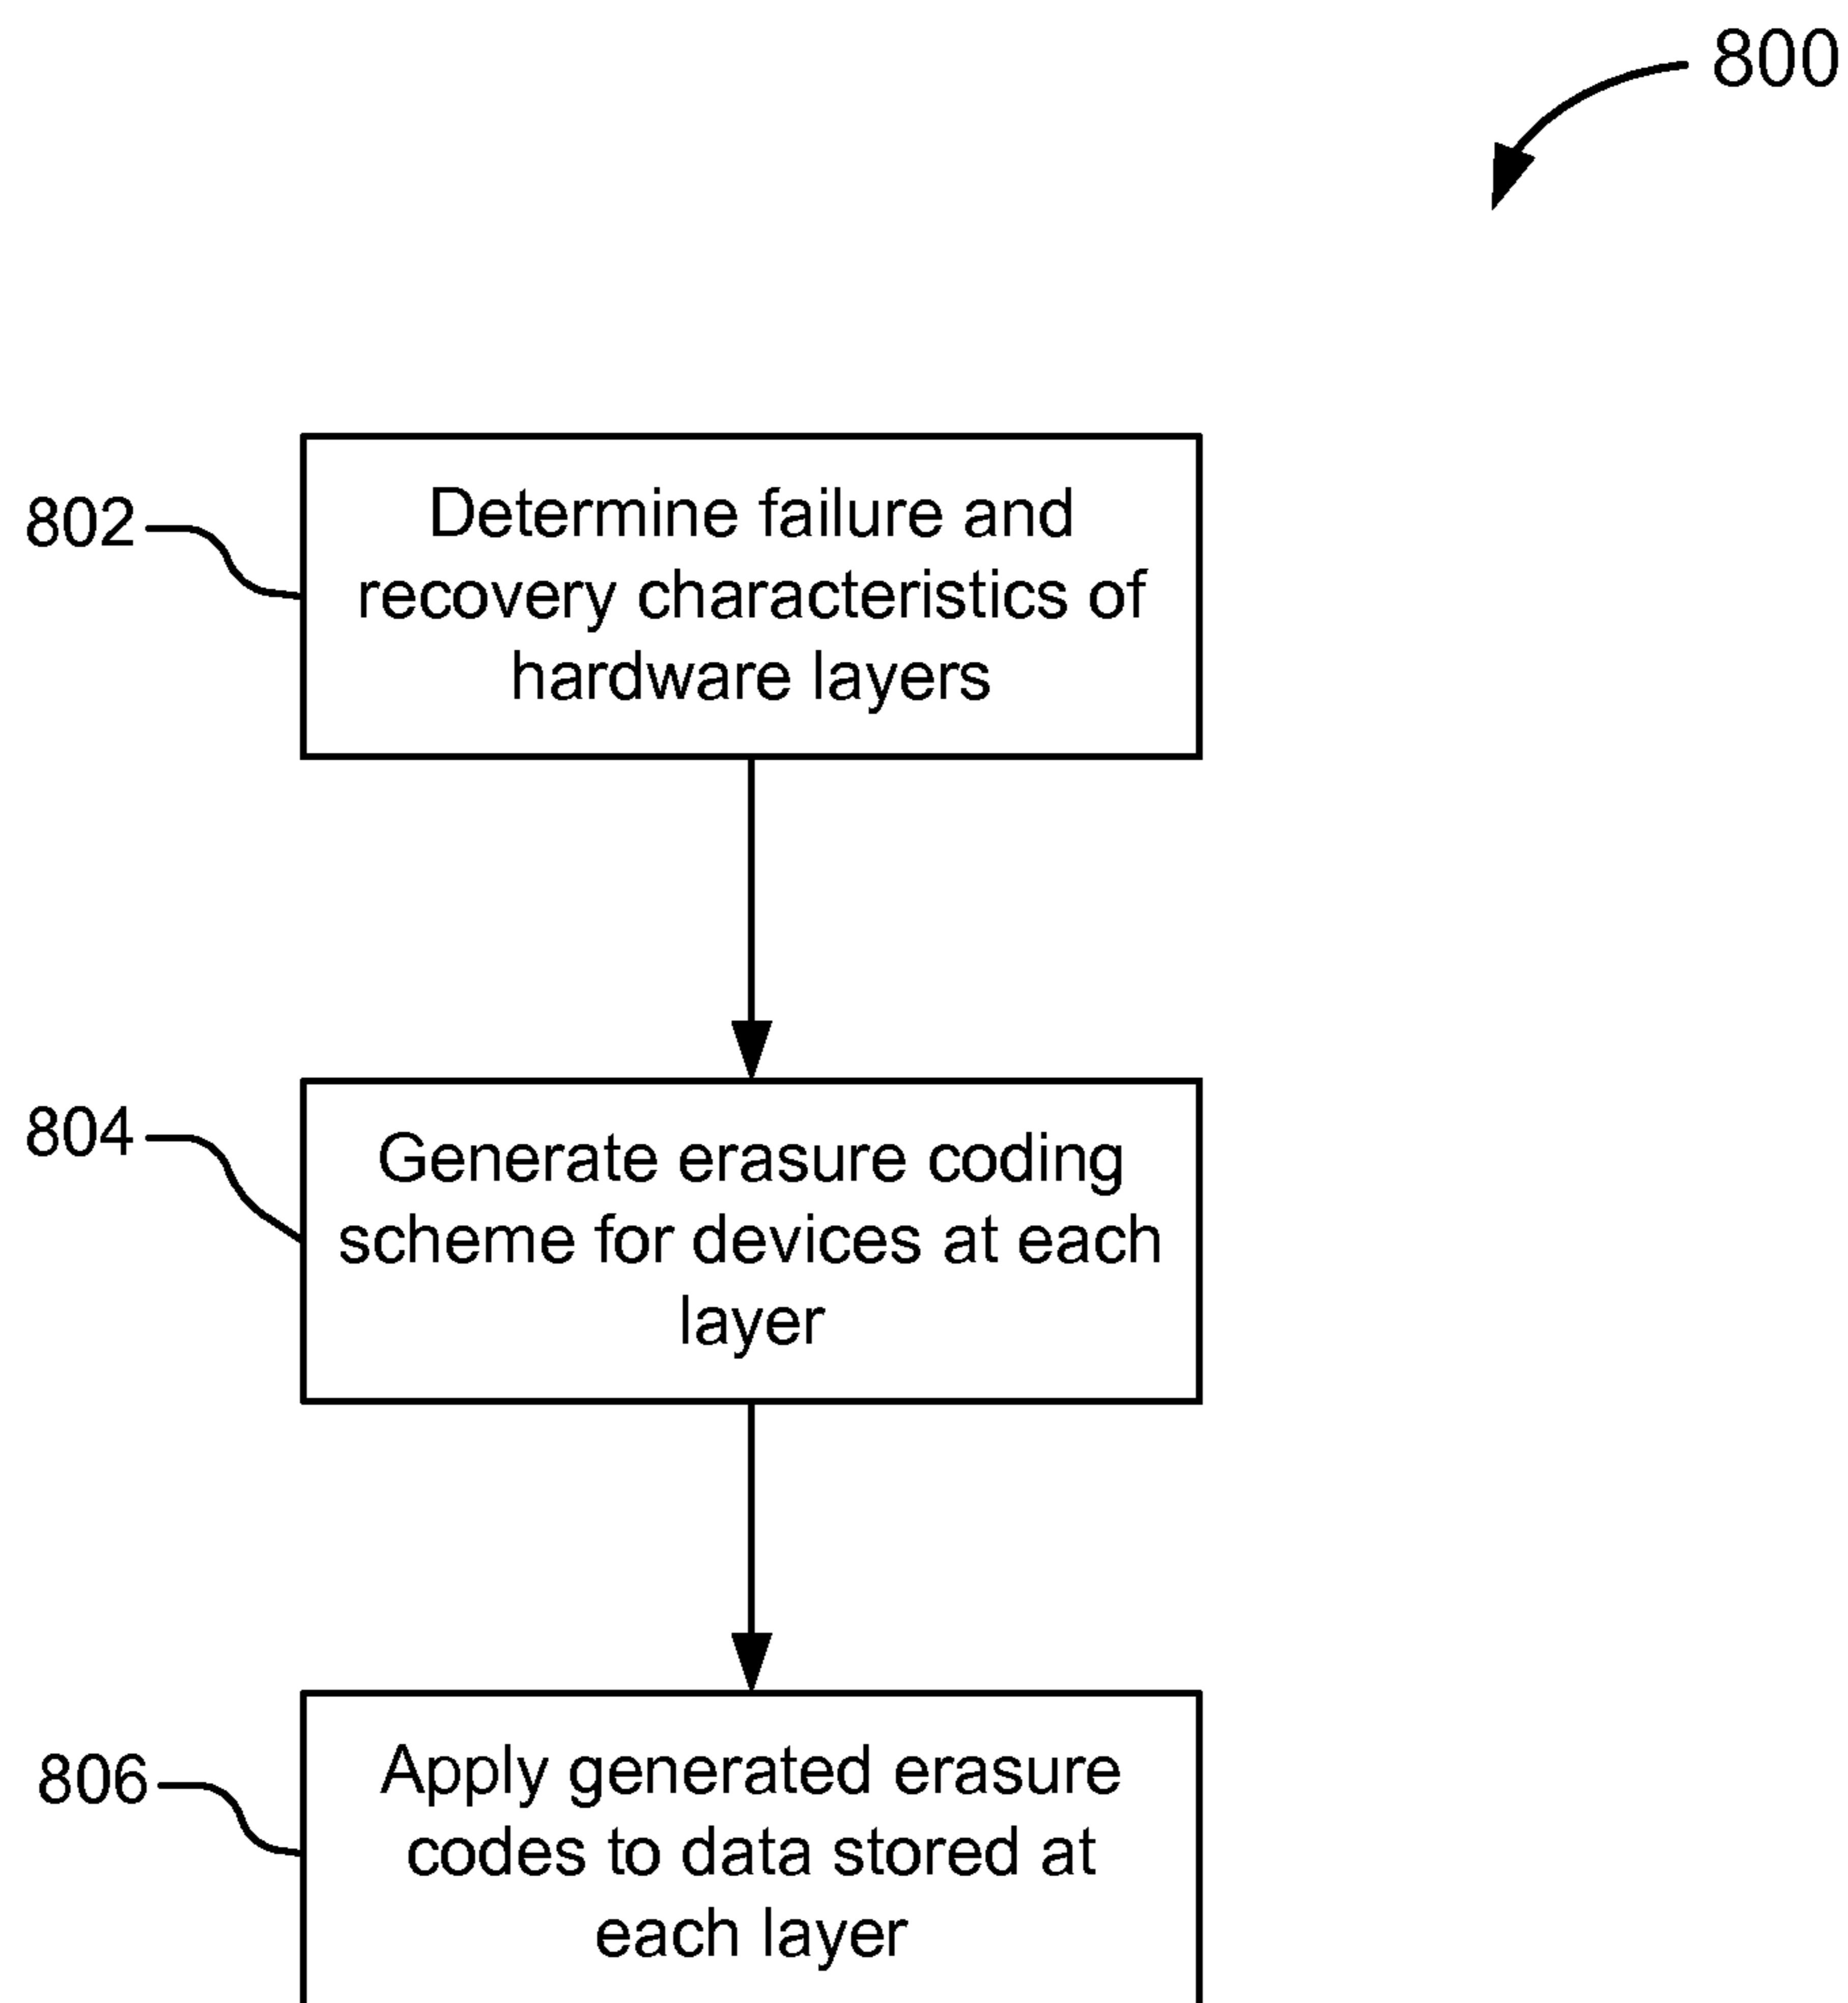 800
802
Determine failure and
recovery characteristics of
hardware layers
804
Generate erasure coding
scheme for devices at each
layer
806
Apply generated erasure
codes to data stored at
each layer